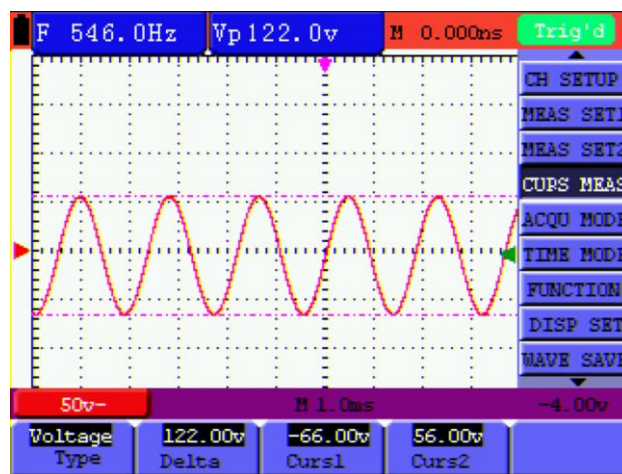 F 546.0Hz Vp122.0v M 0.000ns Trig'd
CH SETUP
MEAS SET1
MEAS SET2
CURS MEAS
ACQU MODE
TIME MODE
FUNCTION
DISP SET
WAVE SAVE
50v- M 1.0ms -4.00v
Voltage 122.00v -66.00v 56.00v
Type Delta Curs1 Curs2